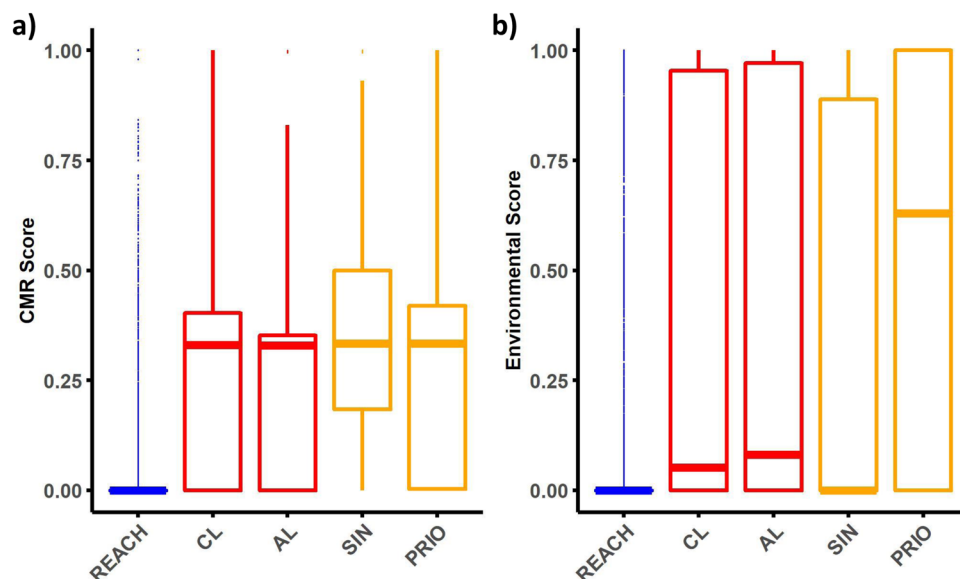 a)
CMR Score
1.00
0.75
0.50
0.25
0.00
REACH
CL
AL
SIN
PRIO
b)
Environmental Score
1.00
0.75
0.50
0.25
0.00
REACH
CL
AL
SIN
PRIO